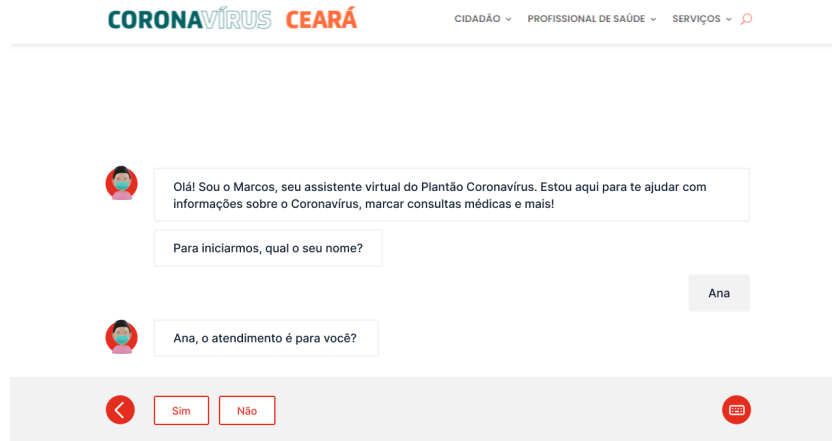 CORONAVÍRUS CEARÁ
CIDADÃO PROFISSIONAL DE SAÚDE SERVIÇOS
Olá! Sou o Marcos, seu assistente virtual do Plantão Coronavírus. Estou aqui para te ajudar com
informações sobre o Coronavírus, marcar consultas médicas e mais!
Para iniciarmos, qual o seu nome?
Ana
Ana, o atendimento é para você?
Sim Não